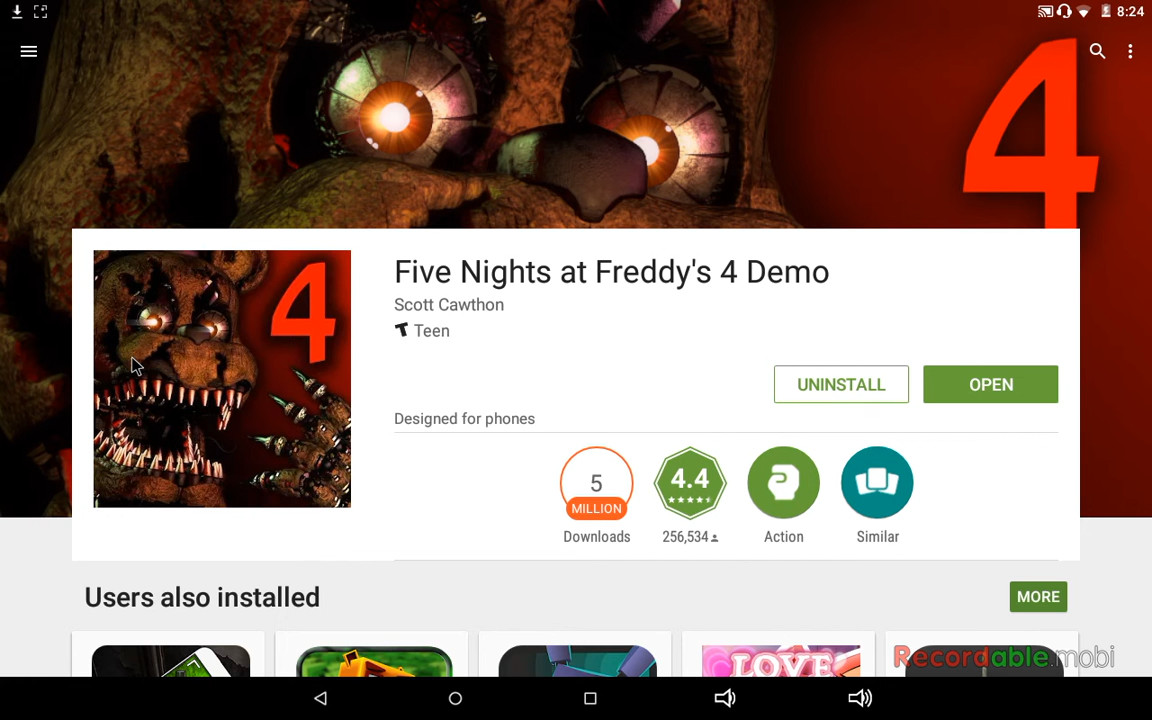 8:24
4
4
Five Nights at Freddy's 4 Demo
Scott Cawthon
T Teen
UNINSTALL
OPEN
Designed for phones
5
MILLION
Downloads
4.4
256,534
Action
Similar
Users also installed
MORE
LOVE
Recordable.mobi